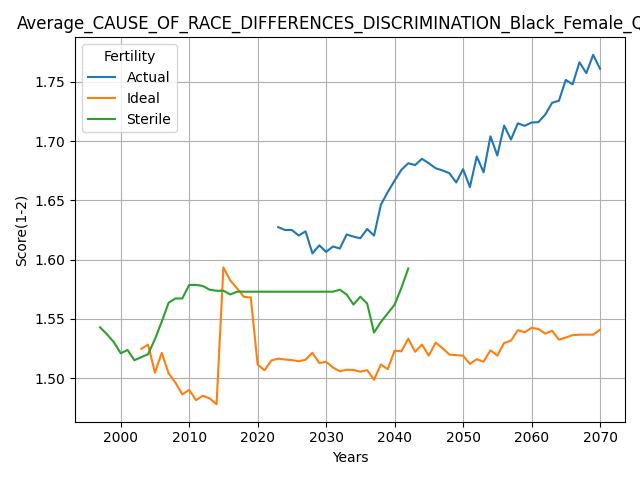 Average_CAUSE_OF_RACE_DIFFERENCES_DISCRIMINATION_Black_Female_Q
Fertility
Actual
Ideal
Sterile
Score(1-2)
1.75
1.70
1.65
1.60
1.55
1.50
2000 2010 2020 2030 2040 2050 2060 2070
Years